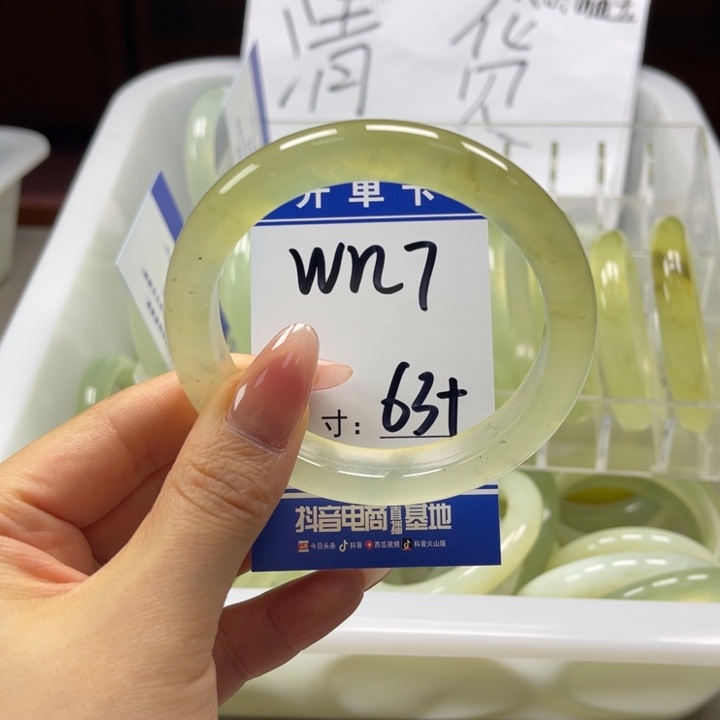 清货
开单卡
wn7
寸：63+
抖音电商直播基地
今日头条 抖音 西瓜视频 抖音火山版